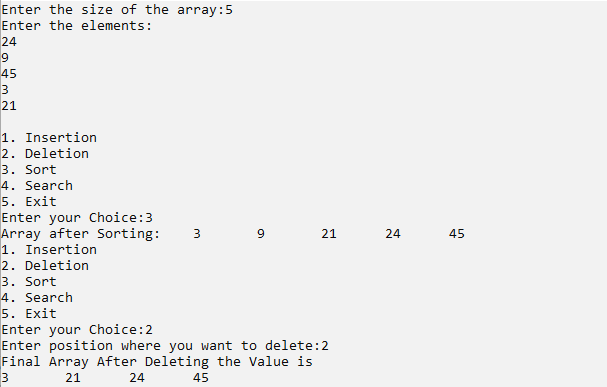 Enter the size of the array:5
Enter the elements:
24
9
45
3
21
1. Insertion
2. Deletion
3. Sort
4. Search
5. Exit
Enter your Choice:3
Array after Sorting:    3       9       21      24      45
1. Insertion
2. Deletion
3. Sort
4. Search
5. Exit
Enter your Choice:2
Enter position where you want to delete:2
Final Array After Deleting the Value is
3       21      24      45